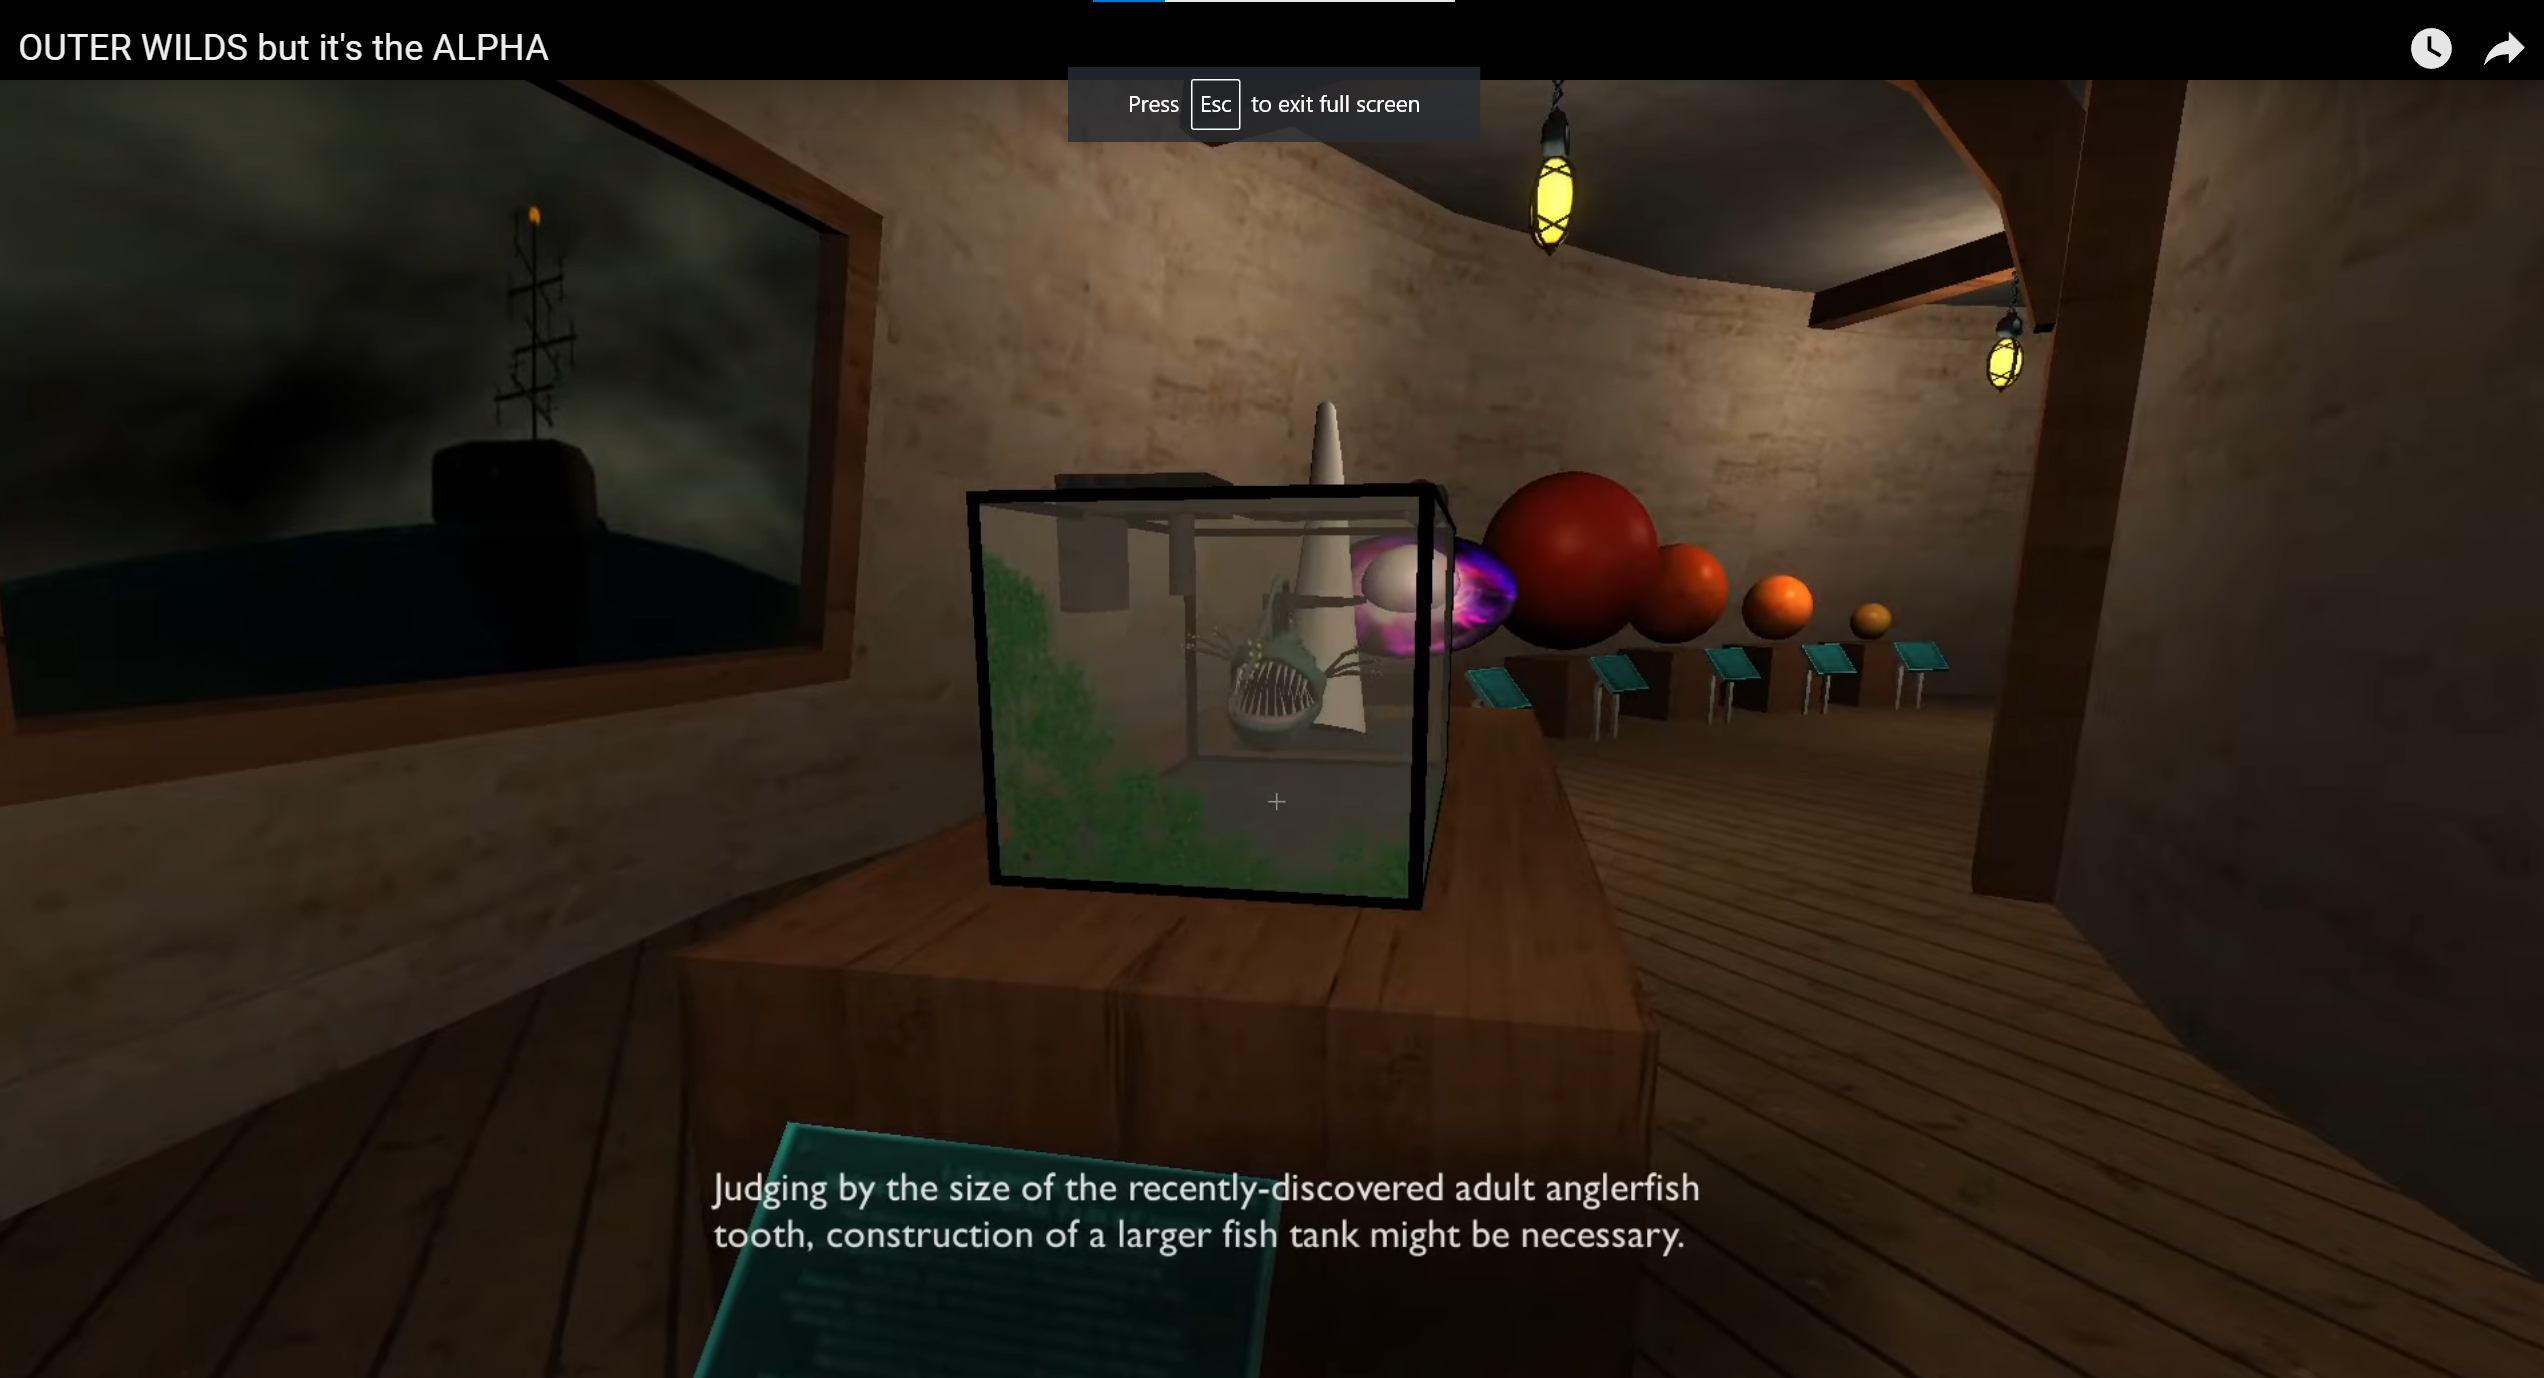 OUTER WILDS but it's the ALPHA
Press Esc to exit full screen
Judging by the size of the recently-discovered adult anglerfish
tooth, construction of a larger fish tank might be necessary.